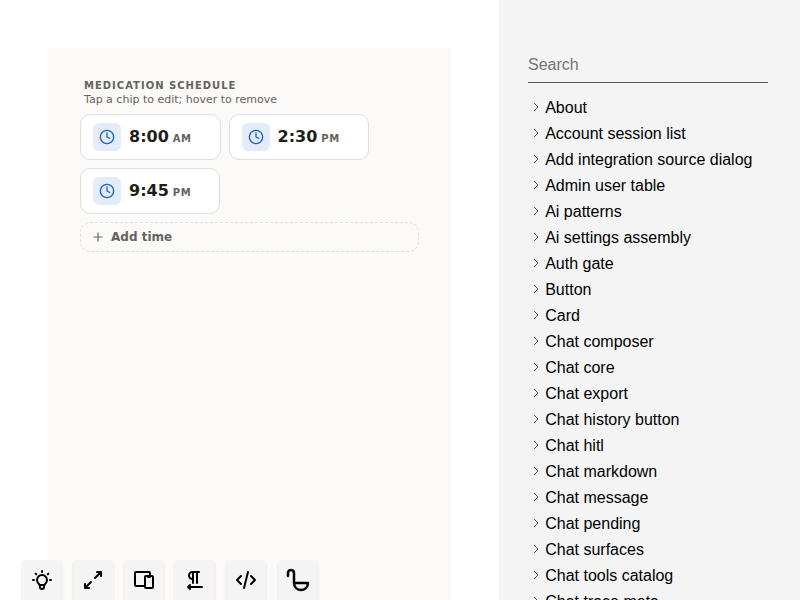 MEDICATION SCHEDULE
Tap a chip to edit; hover to remove
8:00 AM
2:30 PM
9:45 PM
Add time
Search
About
Account session list
Add integration source dialog
Admin user table
Ai patterns
Ai settings assembly
Auth gate
Button
Card
Chat composer
Chat core
Chat export
Chat history button
Chat hitl
Chat markdown
Chat message
Chat pending
Chat surfaces
Chat tools catalog
Chat trace meta